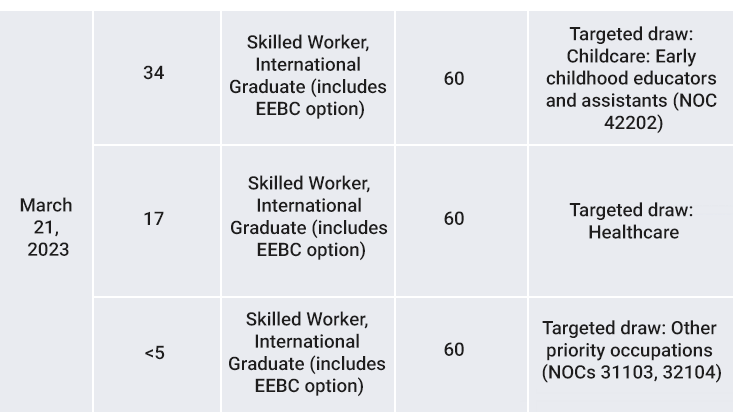 March
21,
2023
34
Skilled Worker,
International
Graduate (includes
EEBC option)
60
Targeted draw:
Childcare: Early
childhood educators
and assistants (NOC
42202)
17
Skilled Worker,
International
Graduate (includes
EEBC option)
60
Targeted draw:
Healthcare
<5
Skilled Worker,
International
Graduate (includes
EEBC option)
60
Targeted draw: Other
priority occupations
(NOCs 31103, 32104)